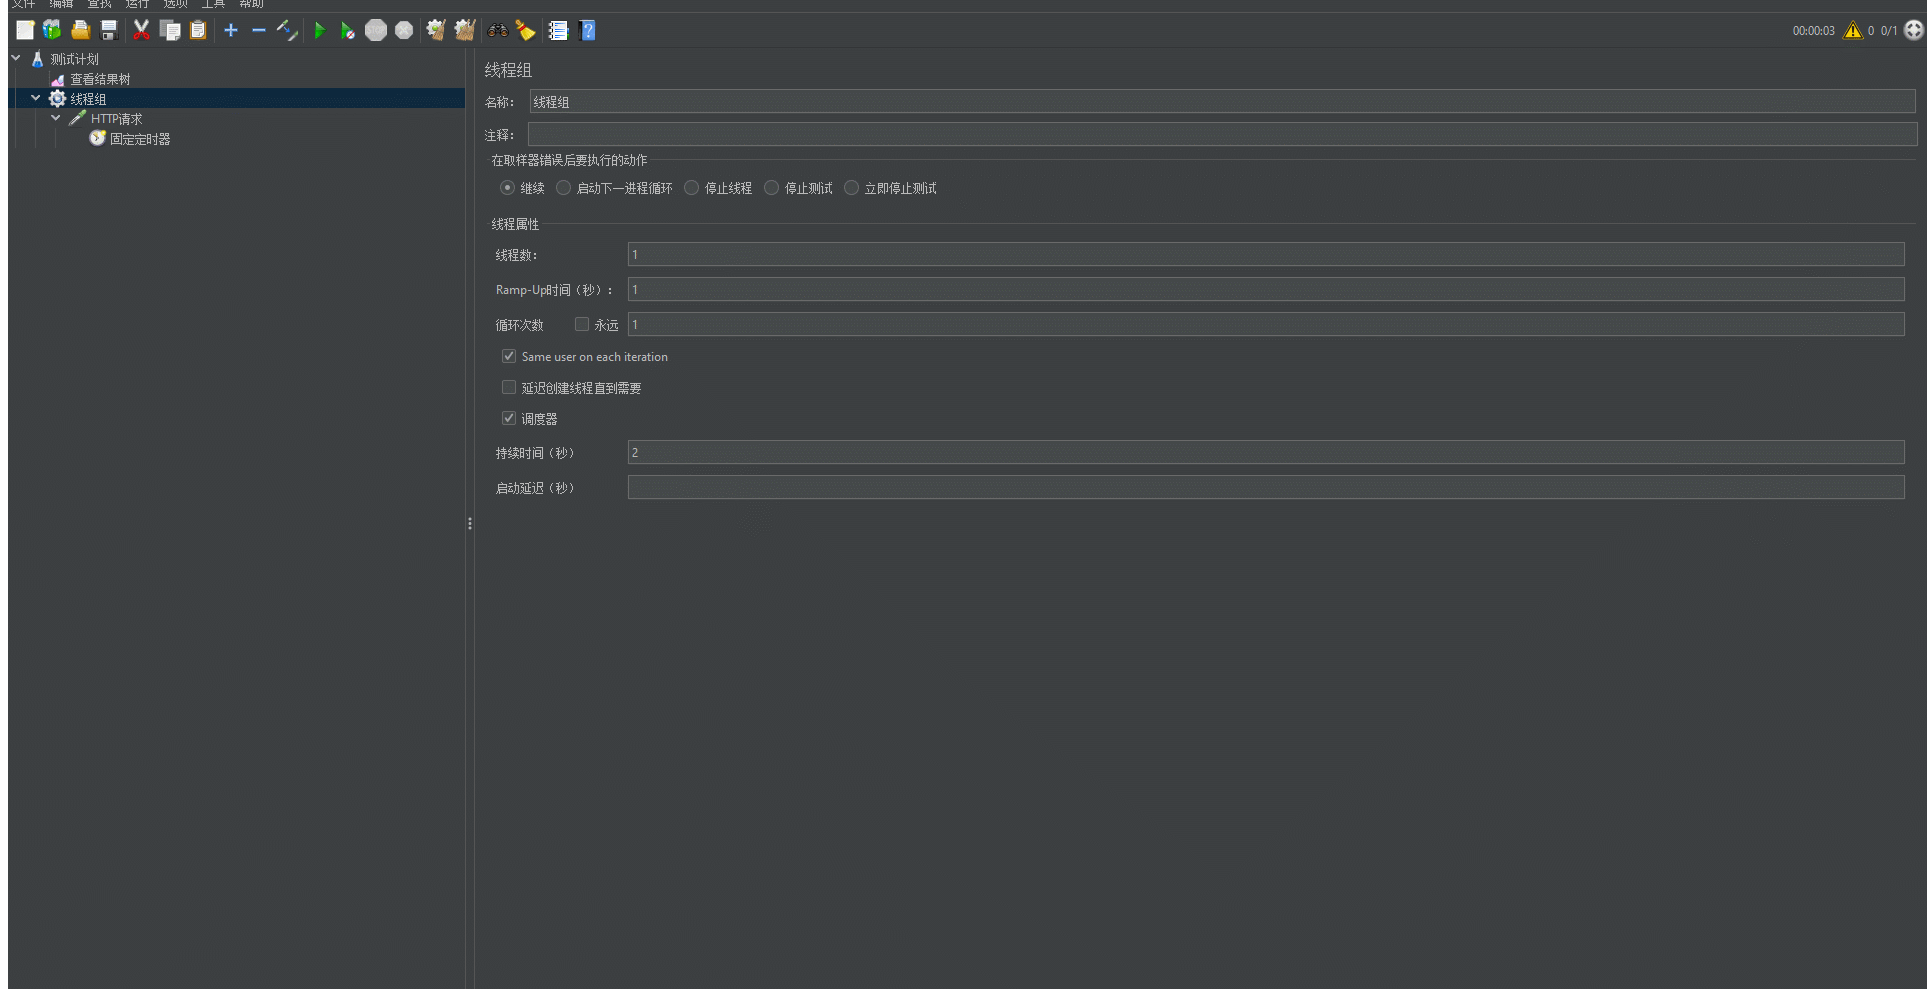 文件 编辑 查找 运行 选项 工具 帮助
STOP
00:00:03 0 0/1
测试计划
查看结果树
线程组
HTTP请求
固定定时器
线程组
名称： 线程组
注释：
在取样器错误后要执行的动作
继续 启动下一进程循环 停止线程 停止测试 立即停止测试
线程属性
线程数： 1
Ramp-Up时间（秒）： 1
循环次数 永远 1
Same user on each iteration
延迟创建线程直到需要
调度器
持续时间（秒） 2
启动延迟（秒）